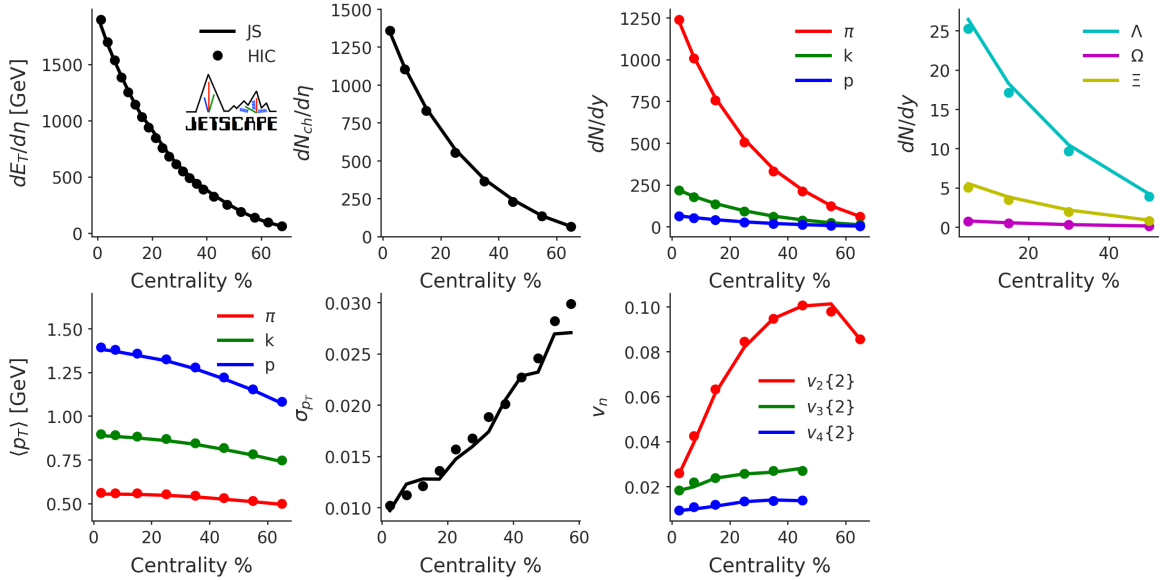 dE_T/dη [GeV]
1500
1000
500
0
0 20 40 60
Centrality %
JS
HIC
JETSCAPE
dN_ch/dη
1500
1250
1000
750
500
250
0
0 20 40 60
Centrality %
dN/dy
1250
1000
750
500
250
0
0 20 40 60
Centrality %
π
k
p
dN/dy
25
20
15
10
5
0
20 40
Centrality %
Λ
Ω
Ξ
⟨p_T⟩ [GeV]
1.50
1.25
1.00
0.75
0.50
0 20 40 60
Centrality %
π
k
p
σ_{p_T}
0.030
0.025
0.020
0.015
0.010
0 20 40 60
Centrality %
v_n
0.10
0.08
0.06
0.04
0.02
0 20 40 60
Centrality %
v₂{2}
v₃{2}
v₄{2}